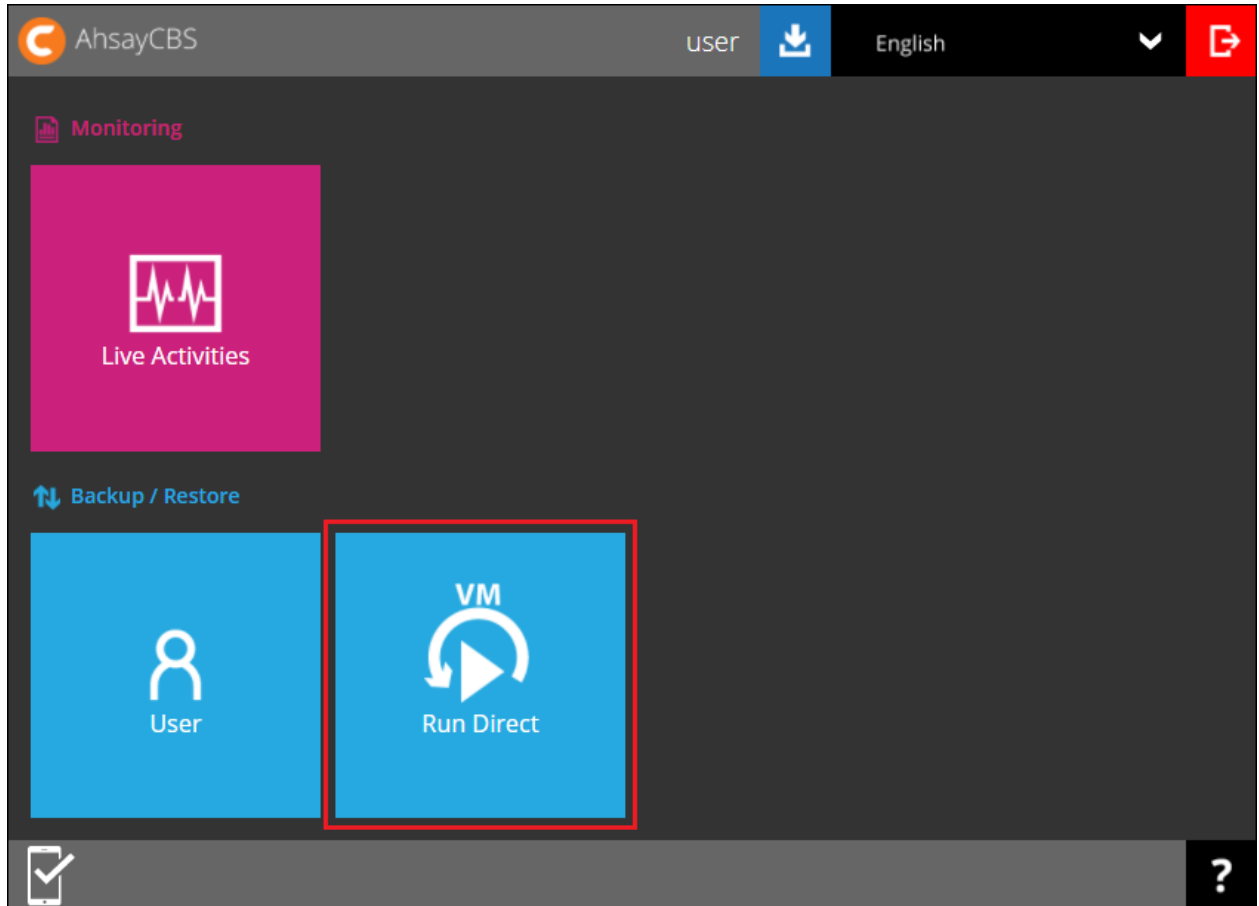 AhsayCBS
user
English
Monitoring
Live Activities
Backup / Restore
User
VM
Run Direct
?